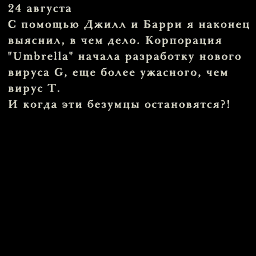 24 августа
С помощью Джилл и Барри я наконец
выяснил, в чем дело. Корпорация
"Umbrella" начала разработку нового
вируса G, еще более ужасного, чем
вирус Т.
И когда эти безумцы остановятся?!